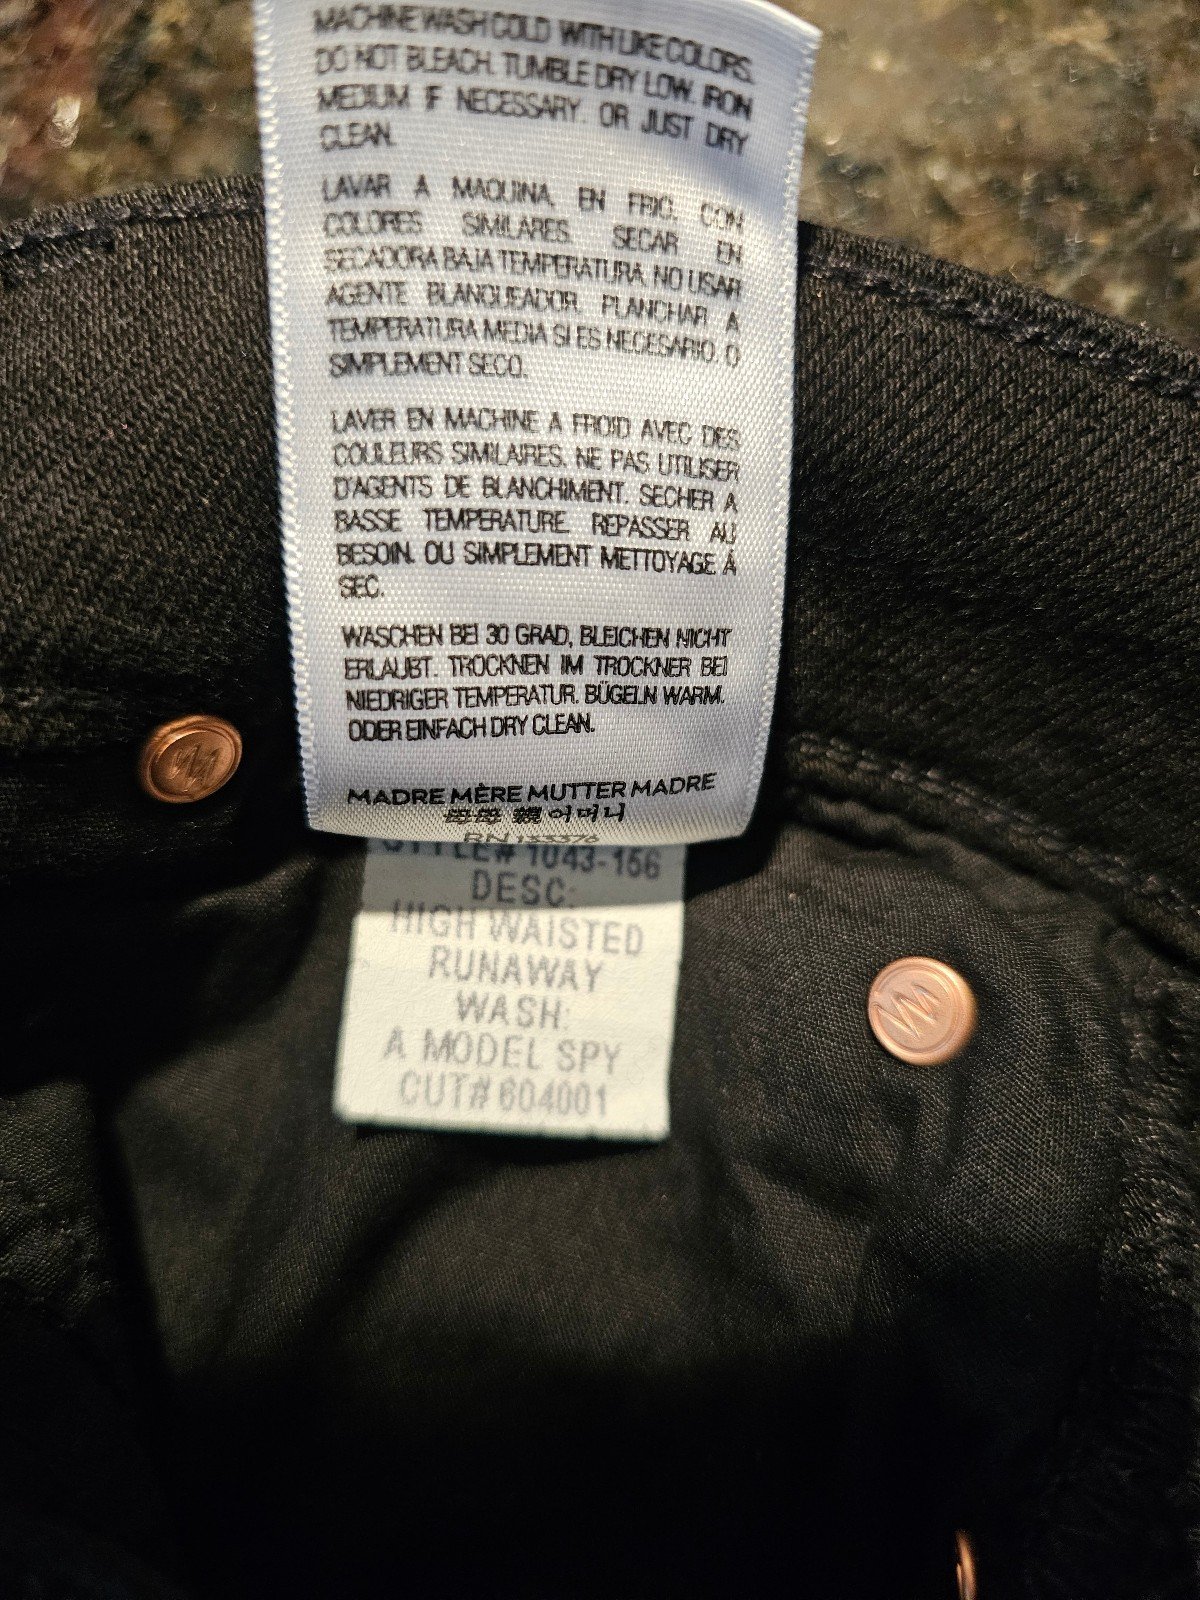 MACHINE WASH COLD WITH LIKE COLORS.
DO NOT BLEACH. TUMBLE DRY LOW. IRON
MEDIUM IF NECESSARY. OR JUST DRY
CLEAN.
LAVAR A MAQUINA, EN FRIO, CON
COLORES SIMILARES. SECAR EN
SECADORA BAJA TEMPERATURA. NO USAR
AGENTE BLANQUEADOR. PLANCHAR A
TEMPERATURA MEDIA SI ES NECESARIO. O
SIMPLEMENT SECO.
LAVER EN MACHINE A FROID AVEC DES
COULEURS SIMILAIRES. NE PAS UTILISER
D'AGENTS DE BLANCHIMENT. SECHER A
BASSE TEMPERATURE. REPASSER AU
BESOIN. OU SIMPLEMENT METTOYAGE À
SEC.
WASCHEN BEI 30 GRAD, BLEICHEN NICHT
ERLAUBT. TROCKNEN IM TROCKNER BEI
NIEDRIGER TEMPERATUR. BÜGELN WARM.
ODER EINFACH DRY CLEAN.
MADRE MÈRE MUTTER MADRE
어머니
RN
STYLE# 1043-156
DESC:
HIGH WAISTED
RUNAWAY
WASH:
A MODEL SPY
CUT# 604001